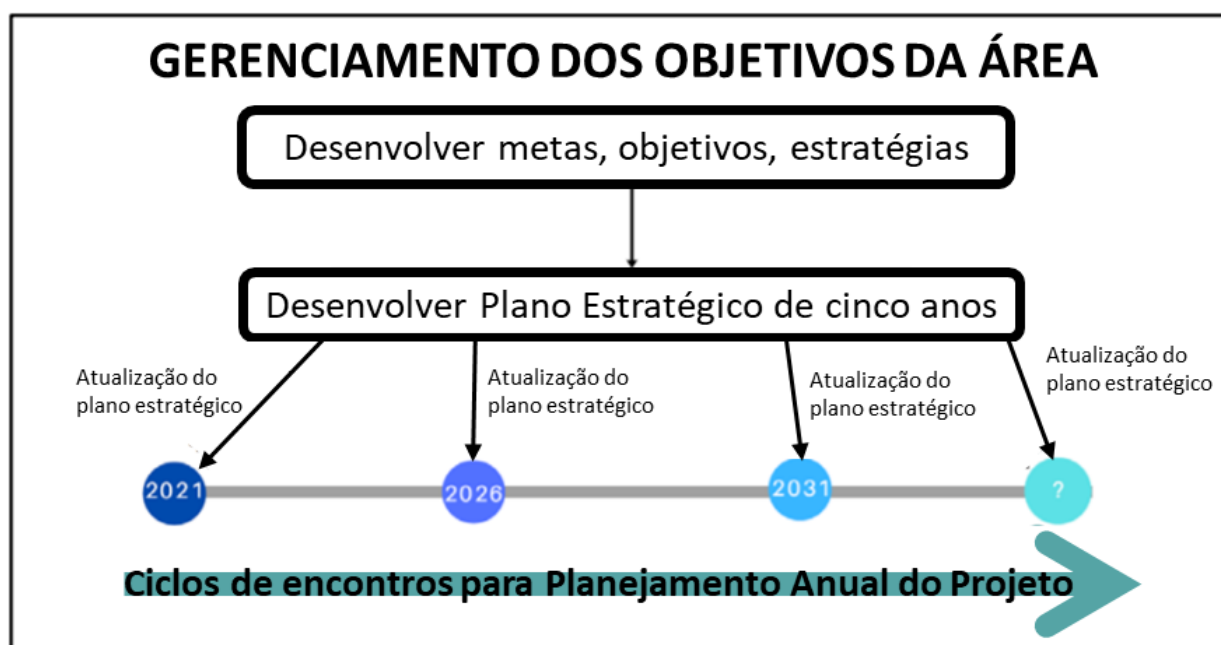 GERENCIAMENTO DOS OBJETIVOS DA ÁREA
Desenvolver metas, objetivos, estratégias
Desenvolver Plano Estratégico de cinco anos
Atualização do
plano estratégico
Atualização do
plano estratégico
Atualização do
plano estratégico
Atualização do
plano estratégico
2021
2026
2031
?
Ciclos de encontros para Planejamento Anual do Projeto